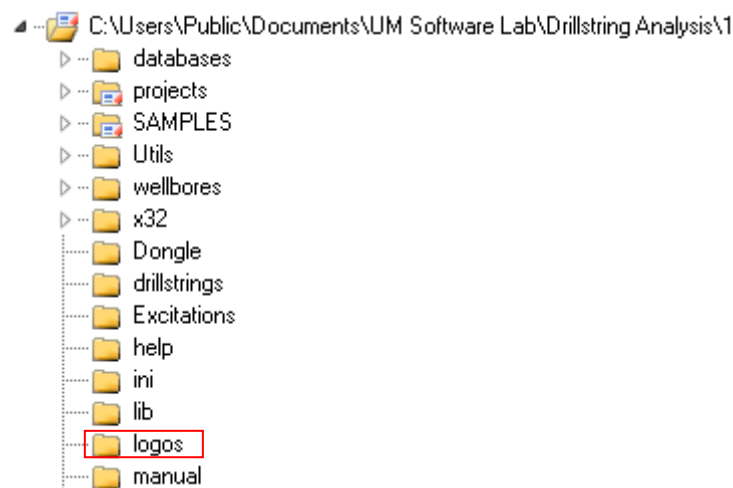 C:\Users\Public\Documents\UM Software Lab\Drillstring Analysis\1
databases
projects
SAMPLES
Utils
wellbores
x32
Dongle
drillstrings
Excitations
help
ini
lib
logos
manual